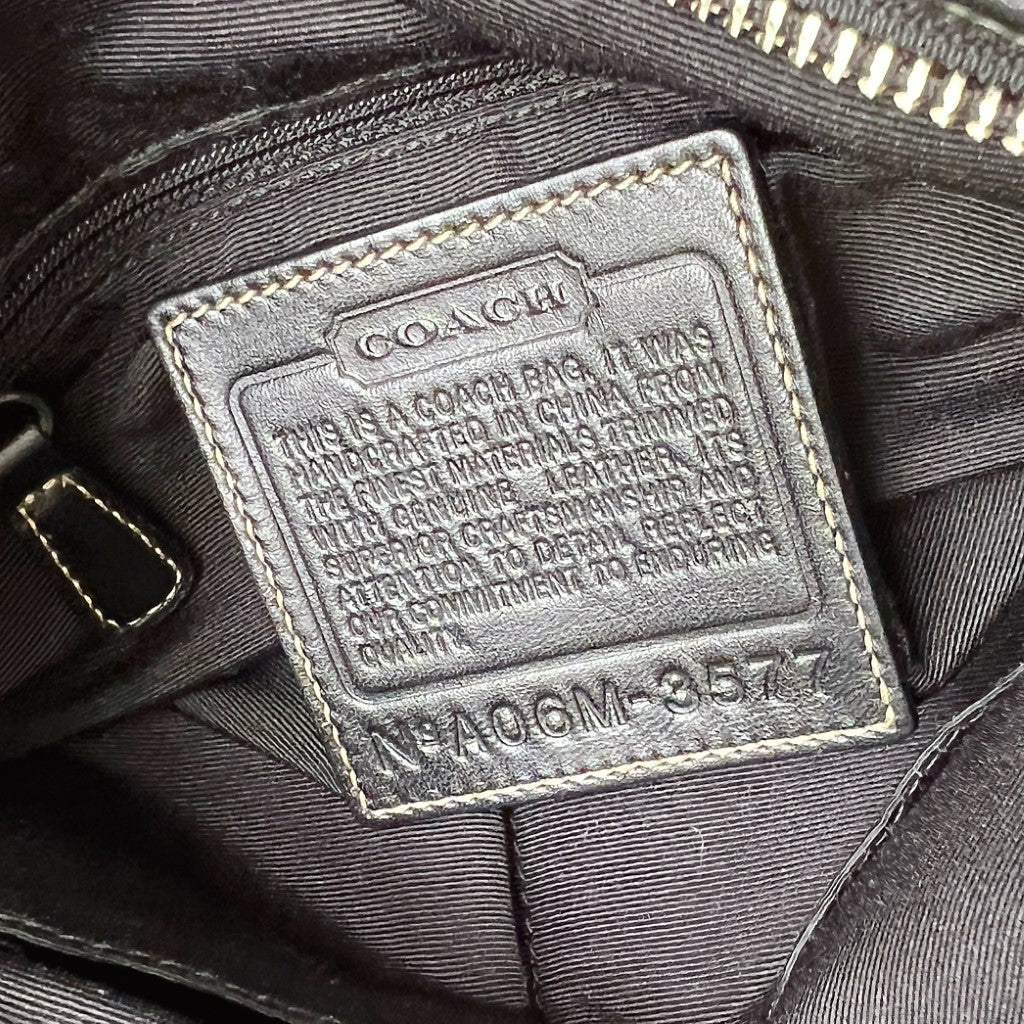 COACH
THIS IS A COACH BAG. IT WAS
HANDCRAFTED IN CHINA FROM
THE FINEST MATERIALS TRIMMED
WITH GENUINE LEATHER. ITS
SUPERIOR CRAFTSMANSHIP AND
ATTENTION TO DETAIL REFLECT
OUR COMMITMENT TO ENDURING
QUALITY.
Nº A06M-3577